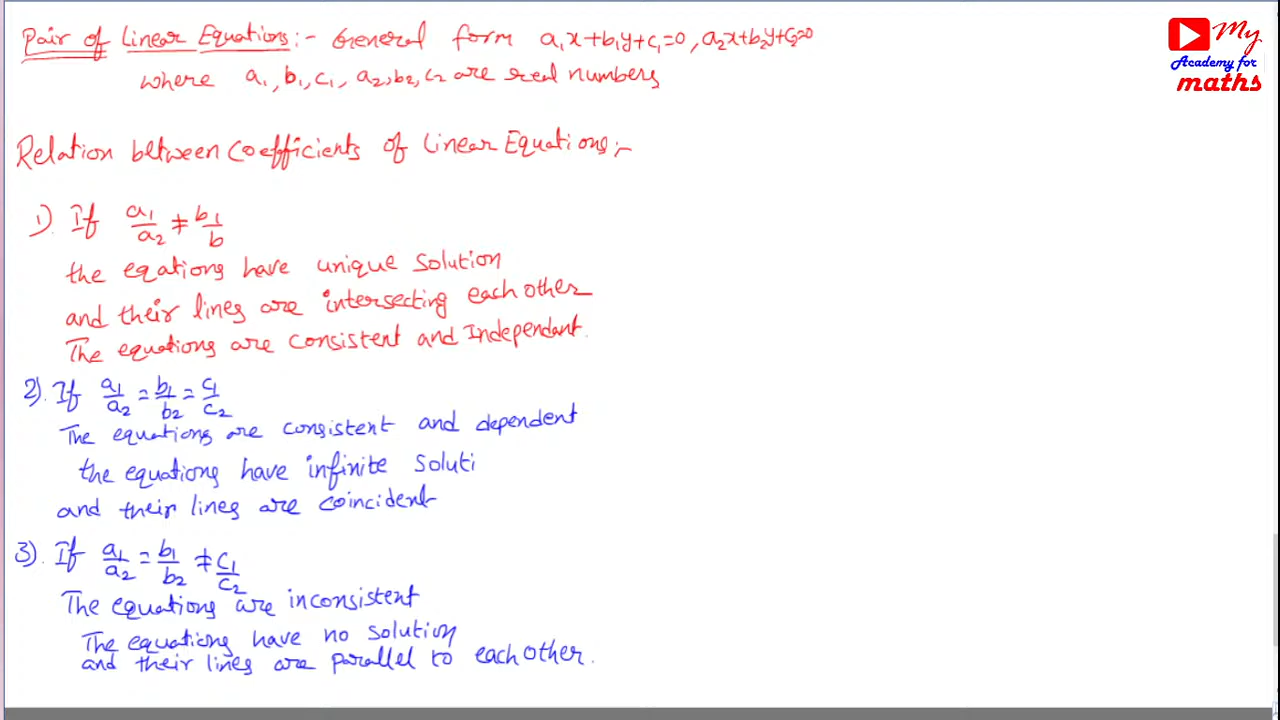 Pair of Linear Equations:- General form a₁x+b₁y+c₁=0, a₂x+b₂y+c₂=0
where a₁, b₁, c₁, a₂, b₂, c₂ are real numbers
My
Academy for
maths
Relation between Coefficients of Linear Equations:-
1). If a₁/a₂ ≠ b₁/b
the eqations have unique solution
and their lines are intersecting each other
The equations are consistent and Independant.
2). If a₁/a₂ = b₁/b₂ = c₁/c₂
The equations are consistent and dependent
the equations have infinite soluti
and their lines are coincident
3). If a₁/a₂ = b₁/b₂ ≠ c₁/c₂
The equations are inconsistent
The equations have no solution
and their lines are parallel to each other.